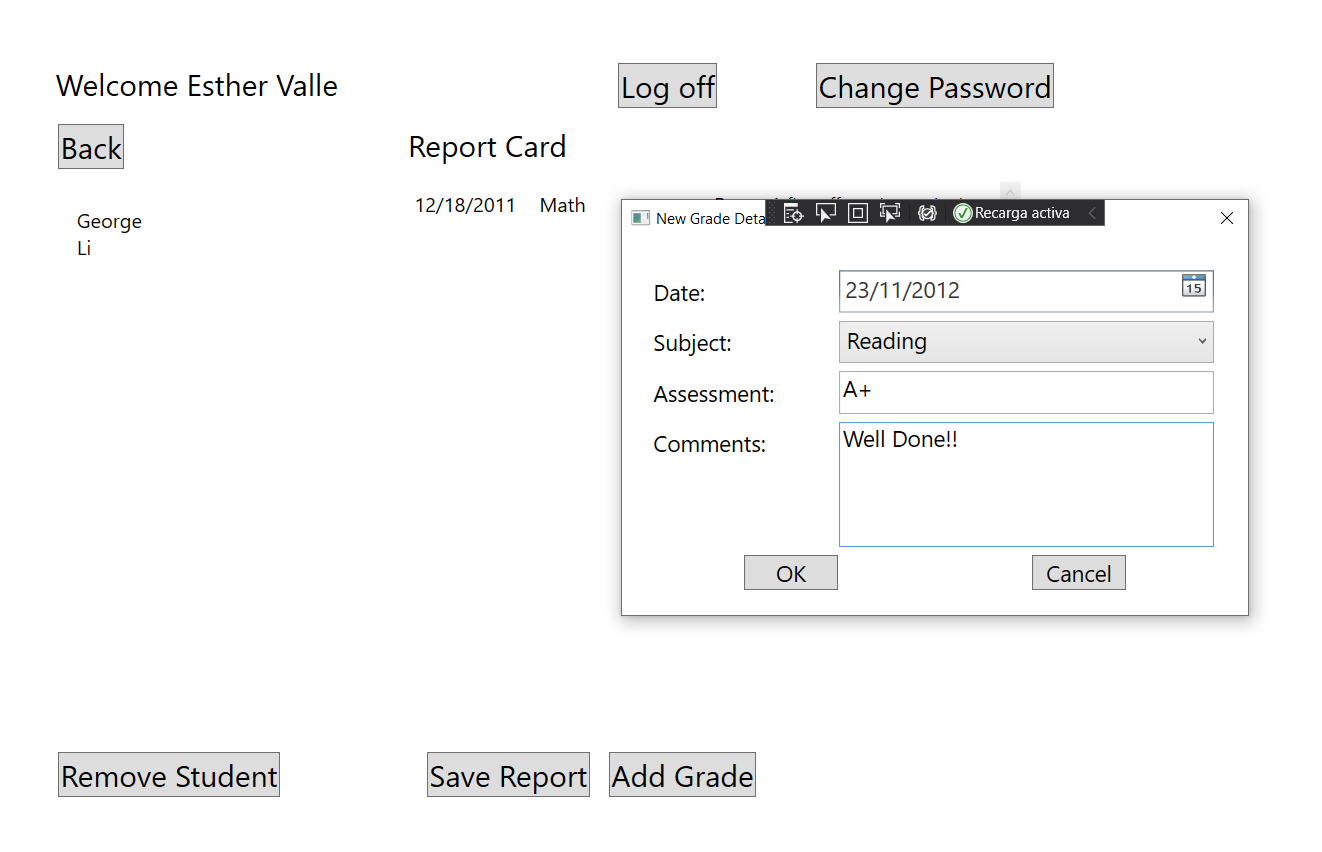 Welcome Esther Valle
Log off
Change Password
Back
Report Card
12/18/2011 Math
George
Li
New Grade Deta
Recarga activa
Date:
23/11/2012
15
Subject:
Reading
Assessment:
A+
Comments:
Well Done!!
OK
Cancel
Remove Student
Save Report
Add Grade